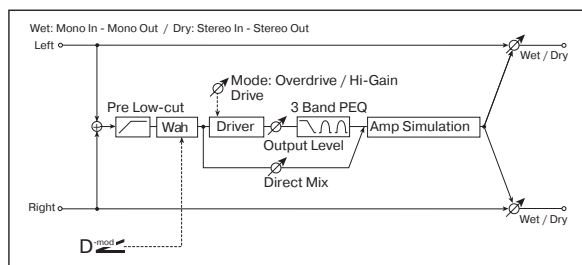 Wet: Mono In - Mono Out / Dry: Stereo In - Stereo Out
Left
Wet / Dry
Mode: Overdrive / Hi-Gain
Drive
Pre Low-cut
3 Band PEQ
Wah
Driver
Amp Simulation
Output Level
Direct Mix
Right
Wet / Dry
D-mod